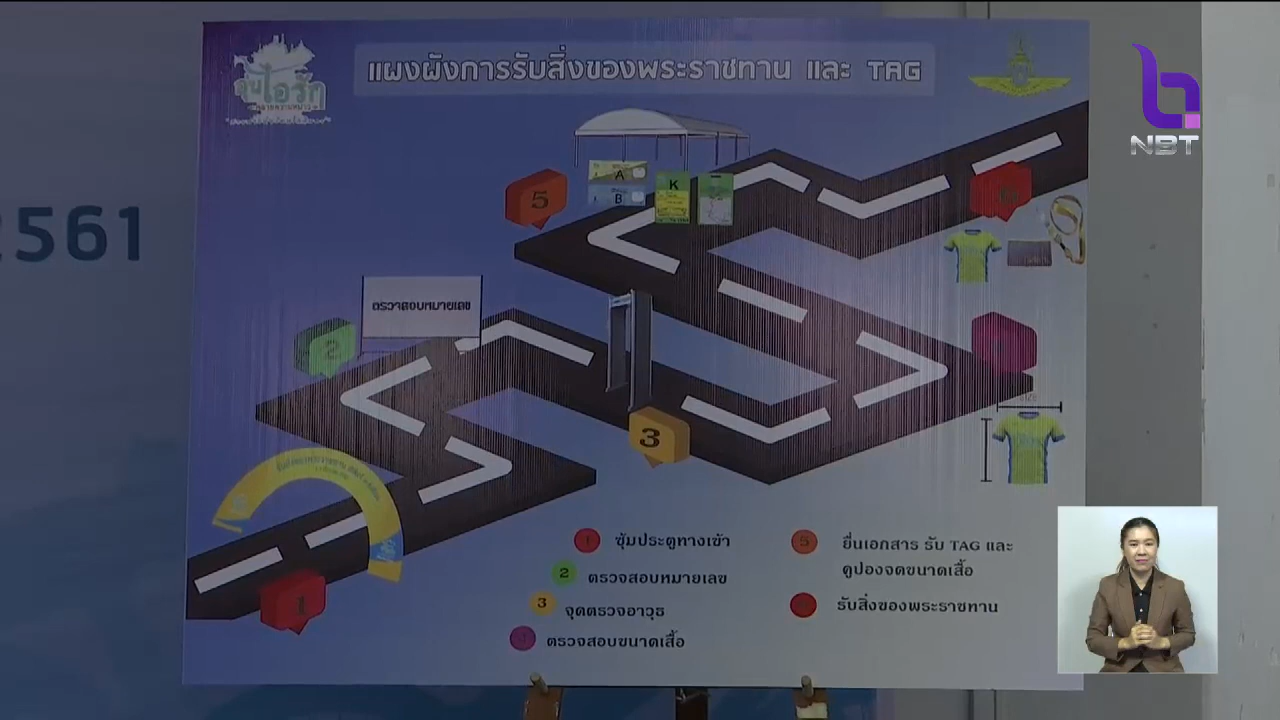 แผงผังการรับสิ่งของพระราชทาน และ TAG
NBT
2561
5
A
B
K
ตรวจสอบหมายเลข
2
3
1
1 ซุ้มประตูทางเข้า
2 ตรวจสอบหมายเลข
3 จุดตรวจอาวุธ
ตรวจสอบขนาดเสื้อ
5 ยื่นเอกสาร รับ TAG และ
คูปองจดขนาดเสื้อ
รับสิ่งของพระราชทาน